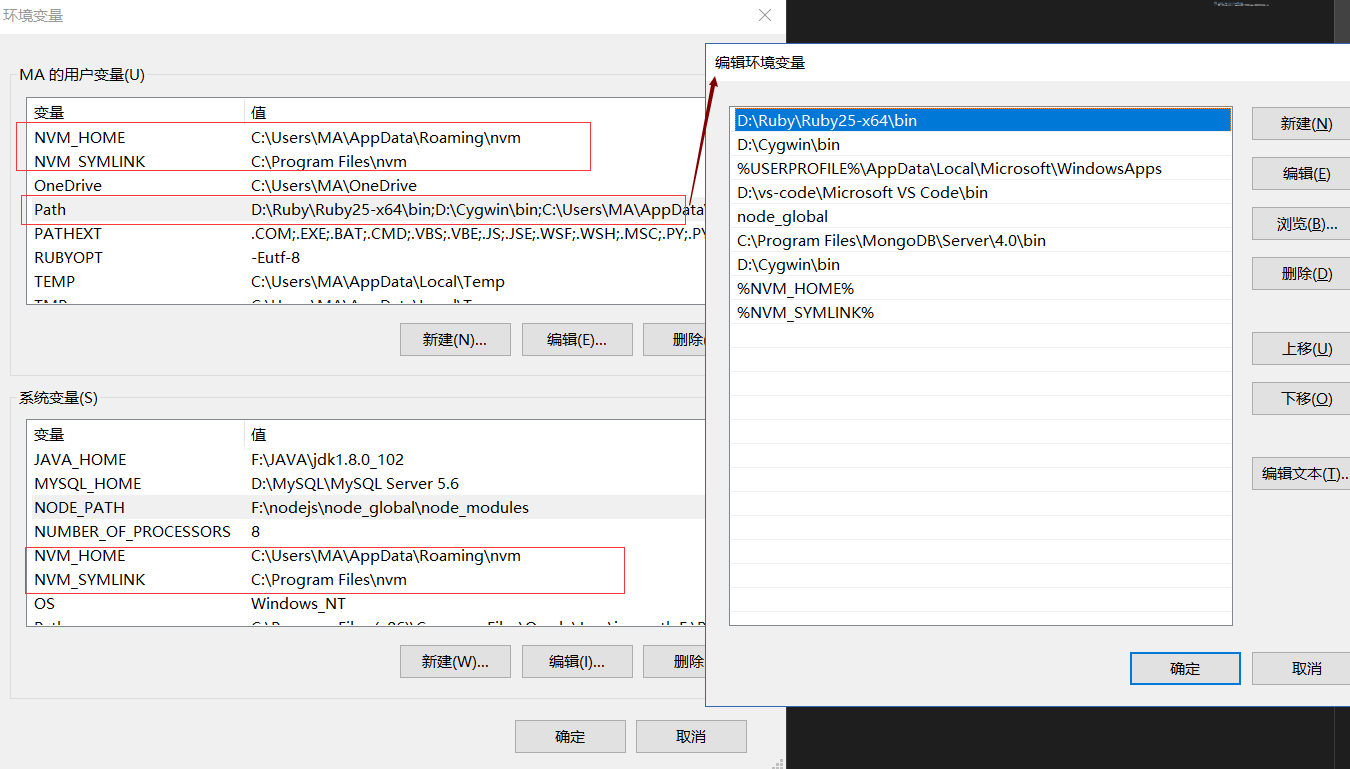 环境变量
MA 的用户变量(U)
变量 值
NVM_HOME C:\Users\MA\AppData\Roaming\nvm
NVM_SYMLINK C:\Program Files\nvm
OneDrive C:\Users\MA\OneDrive
Path D:\Ruby\Ruby25-x64\bin;D:\Cygwin\bin;C:\Users\MA\AppData\
PATHEXT .COM;.EXE;.BAT;.CMD;.VBS;.VBE;.JS;.JSE;.WSF;.WSH;.MSC;.PY;.PY
RUBYOPT -Eutf-8
TEMP C:\Users\MA\AppData\Local\Temp
新建(N)... 编辑(E)... 删除(
系统变量(S)
变量 值
JAVA_HOME F:\JAVA\jdk1.8.0_102
MYSQL_HOME D:\MySQL\MySQL Server 5.6
NODE_PATH F:\nodejs\node_global\node_modules
NUMBER_OF_PROCESSORS 8
NVM_HOME C:\Users\MA\AppData\Roaming\nvm
NVM_SYMLINK C:\Program Files\nvm
OS Windows_NT
新建(W)... 编辑(I)... 删除
确定 取消
编辑环境变量
D:\Ruby\Ruby25-x64\bin
D:\Cygwin\bin
%USERPROFILE%\AppData\Local\Microsoft\WindowsApps
D:\vs-code\Microsoft VS Code\bin
node_global
C:\Program Files\MongoDB\Server\4.0\bin
D:\Cygwin\bin
%NVM_HOME%
%NVM_SYMLINK%
新建(N)
编辑(E)
浏览(B)...
删除(D)
上移(U)
下移(O)
编辑文本(T)...
确定 取消